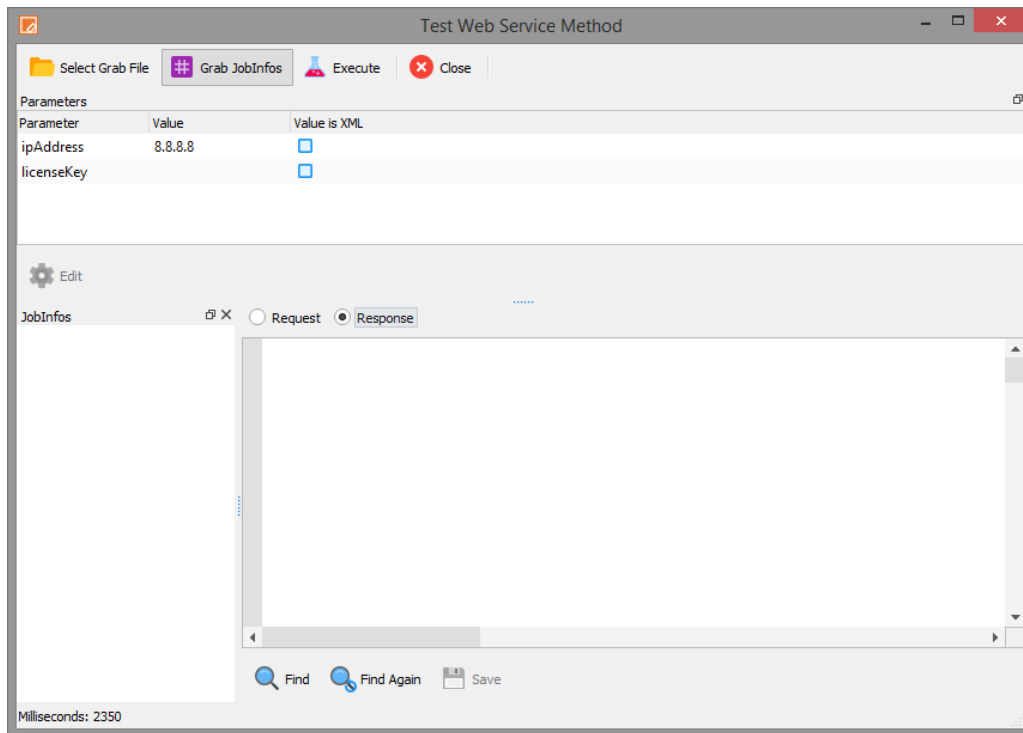 Test Web Service Method
Select Grab File Grab JobInfos Execute Close
Parameters
Parameter Value Value is XML
ipAddress 8.8.8.8
licenseKey
Edit
JobInfos Request Response
Find Find Again Save
Milliseconds: 2350